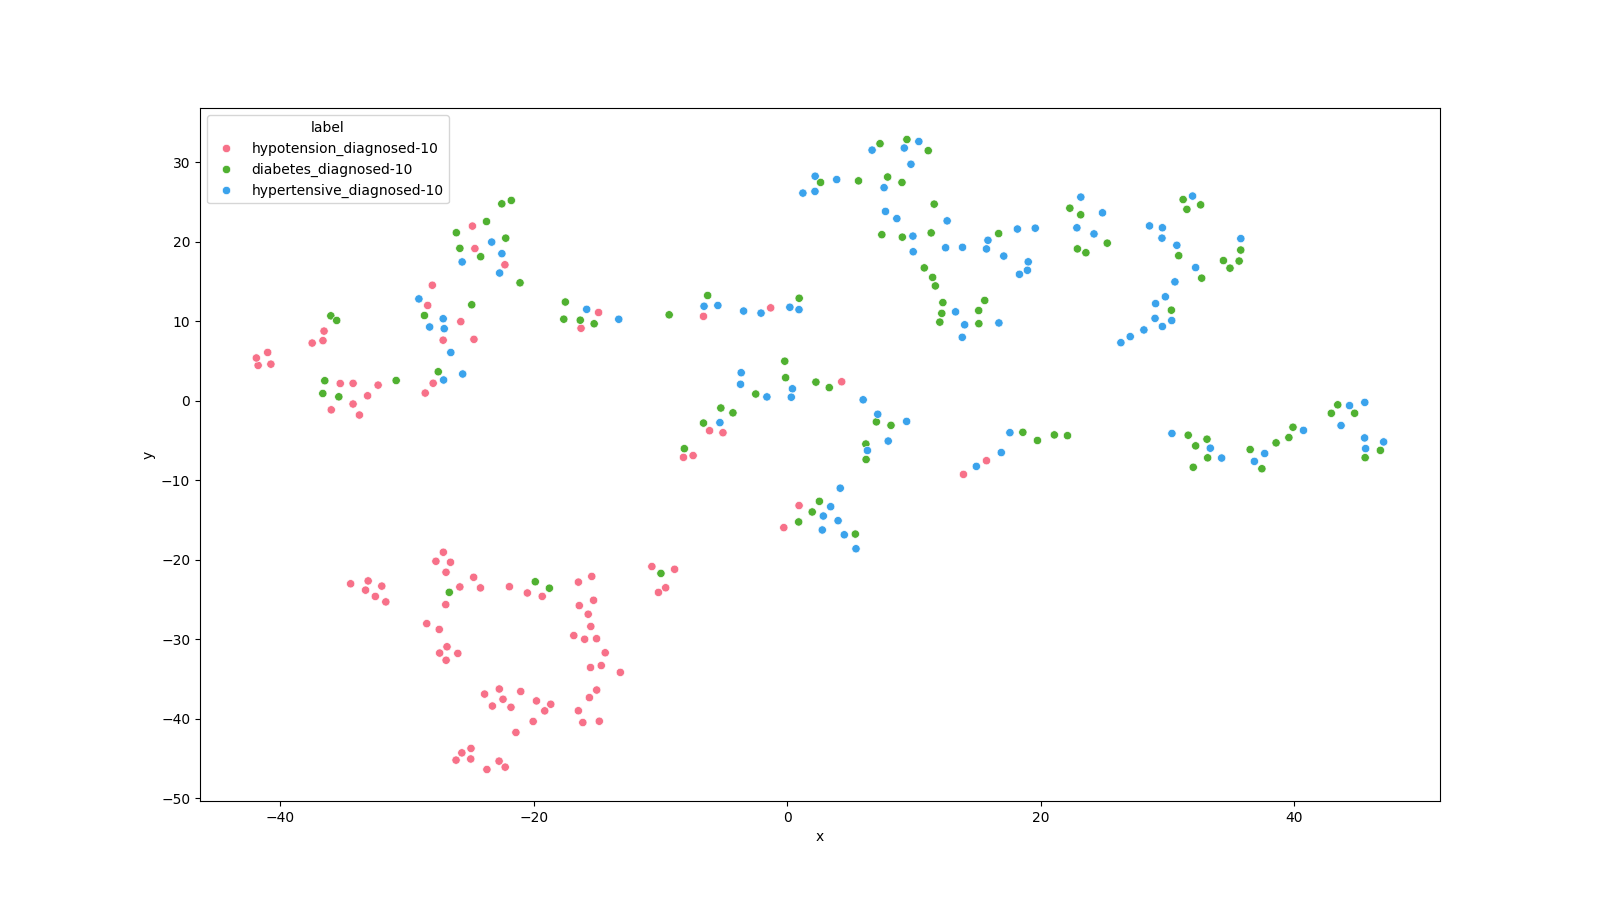 label
hypotension_diagnosed-10
diabetes_diagnosed-10
hypertensive_diagnosed-10
30
20
10
0
−10
−20
−30
−40
−50
y
−40
−20
0
20
40
x